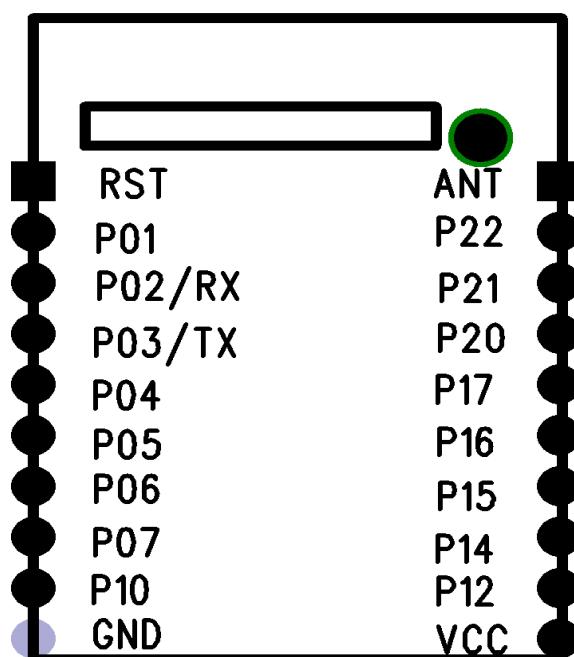 RST ANT
P01 P22
P02/RX P21
P03/TX P20
P04 P17
P05 P16
P06 P15
P07 P14
P10 P12
GND VCC